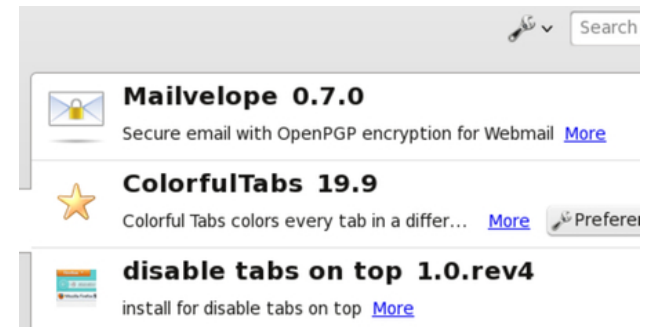 Search
Mailvelope 0.7.0
Secure email with OpenPGP encryption for Webmail More
ColorfulTabs 19.9
Colorful Tabs colors every tab in a differ... More Preferen
disable tabs on top 1.0.rev4
install for disable tabs on top More